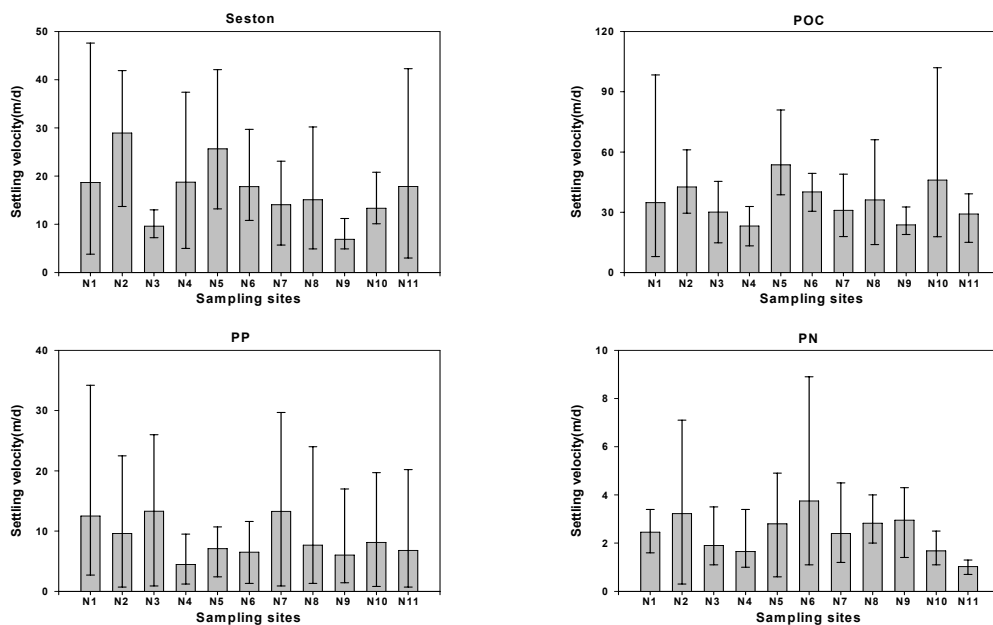 Seston
Settling velocity(m/d)
50
40
30
20
10
0
N1 N2 N3 N4 N5 N6 N7 N8 N9 N10 N11
Sampling sites
POC
Settling velocity(m/d)
120
90
60
30
0
N1 N2 N3 N4 N5 N6 N7 N8 N9 N10 N11
Sampling sites
PP
Settling velocity(m/d)
40
30
20
10
0
N1 N2 N3 N4 N5 N6 N7 N8 N9 N10 N11
Sampling sites
PN
Settling velocity(m/d)
10
8
6
4
2
0
N1 N2 N3 N4 N5 N6 N7 N8 N9 N10 N11
Sampling sites